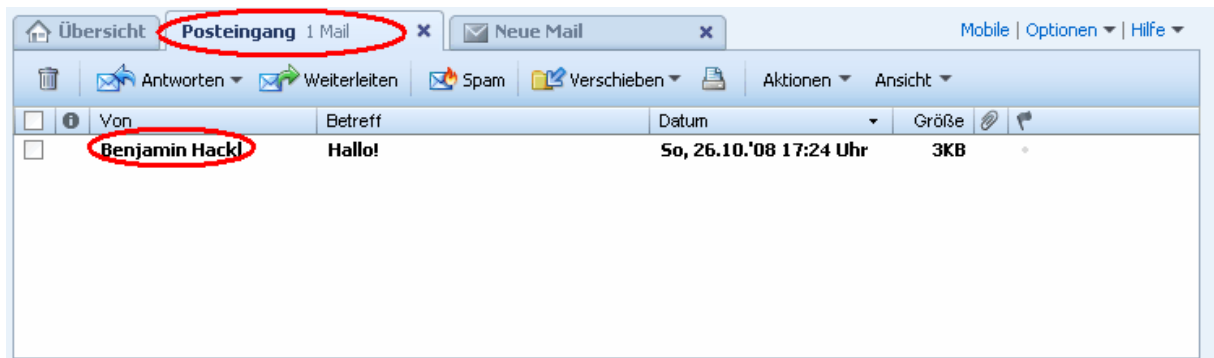 Übersicht Posteingang 1 Mail Neue Mail Mobile | Optionen | Hilfe
Antworten Weiterleiten Spam Verschieben Aktionen Ansicht
Von Betreff Datum Größe
Benjamin Hackl Hallo! So, 26.10.'08 17:24 Uhr 3KB